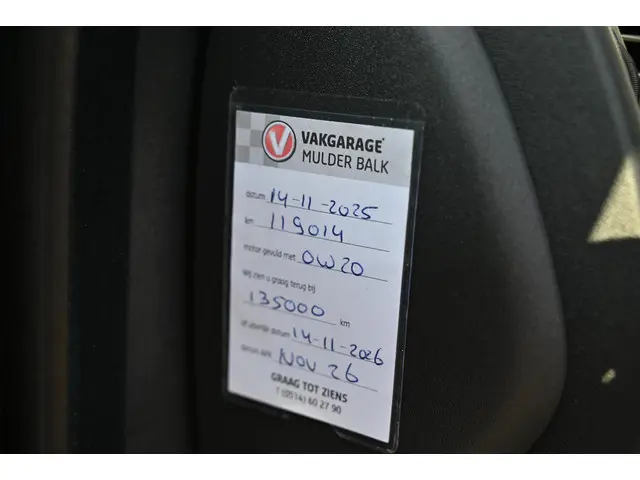 V VAKGARAGE
MULDER BALK
datum 14-11-2025
km 119014
motor gevuld met 0W20
Wij zien u graag terug bij
135000 km
of uiterlijk datum 14-11-2026
datum APK NOV 26
GRAAG TOT ZIENS
T (0514) 60 27 90